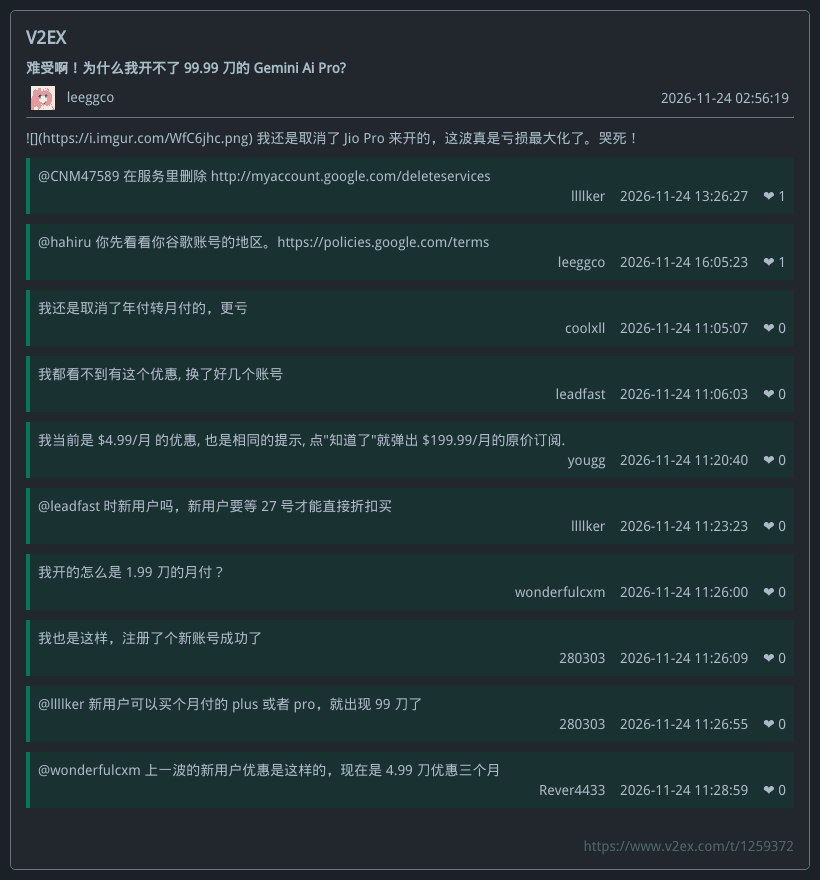 V2EX
难受啊！为什么我开不了 99.99 刀的 Gemini Ai Pro?
leeggco
2026-11-24 02:56:19
![](https://i.imgur.com/WfC6jhc.png) 我还是取消了 Jio Pro 来开的，这波真是亏损最大化了。哭死！
@CNM47589 在服务里删除 http://myaccount.google.com/deleteservices
llllker 2026-11-24 13:26:27 ❤ 1
@hahiru 你先看看你谷歌账号的地区。https://policies.google.com/terms
leeggco 2026-11-24 16:05:23 ❤ 1
我还是取消了年付转月付的，更亏
coolxll 2026-11-24 11:05:07 ❤ 0
我都看不到有这个优惠, 换了好几个账号
leadfast 2026-11-24 11:06:03 ❤ 0
我当前是 $4.99/月 的优惠, 也是相同的提示, 点"知道了"就弹出 $199.99/月的原价订阅.
yougg 2026-11-24 11:20:40 ❤ 0
@leadfast 时新用户吗，新用户要等 27 号才能直接折扣买
llllker 2026-11-24 11:23:23 ❤ 0
我开的怎么是 1.99 刀的月付？
wonderfulcxm 2026-11-24 11:26:00 ❤ 0
我也是这样，注册了个新账号成功了
280303 2026-11-24 11:26:09 ❤ 0
@llllker 新用户可以买个月付的 plus 或者 pro，就出现 99 刀了
280303 2026-11-24 11:26:55 ❤ 0
@wonderfulcxm 上一波的新用户优惠是这样的，现在是 4.99 刀优惠三个月
Rever4433 2026-11-24 11:28:59 ❤ 0
https://www.v2ex.com/t/1259372